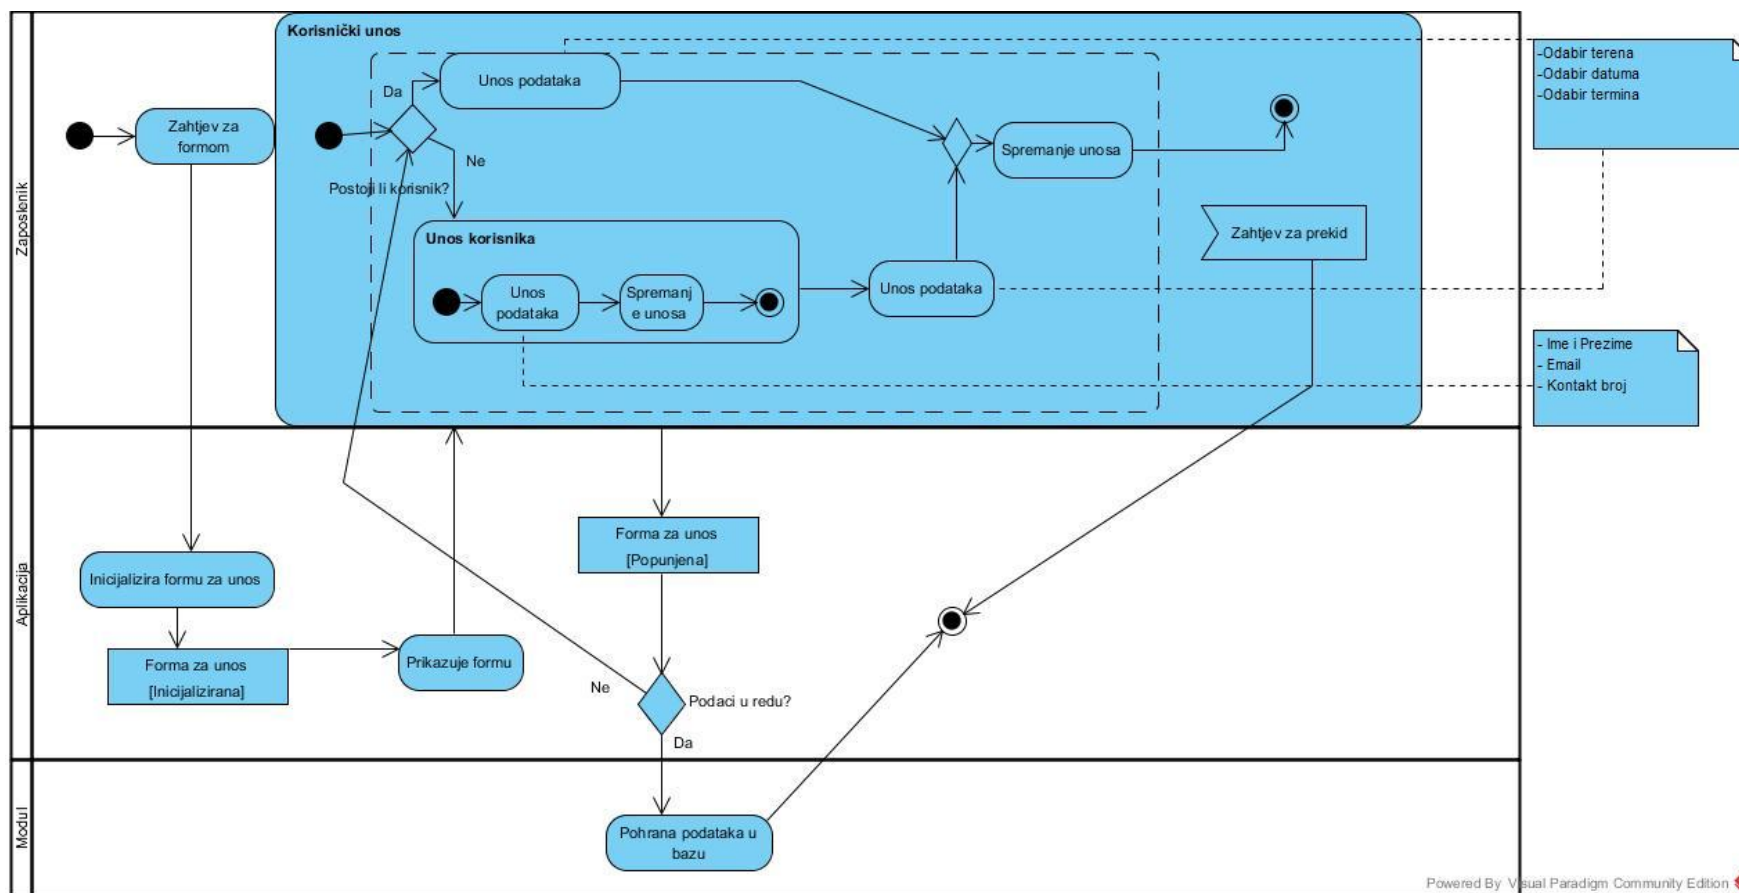 Korisnički unos
Unos podataka
Da
Zahtjev za
formom
Ne
Postoji li korisnik?
Spremanje unosa
Zahtjev za prekid
Unos korisnika
Unos
podataka
Spremanj
e unosa
Unos podataka
-Odabir terena
-Odabir datuma
-Odabir termina
- Ime i Prezime
- Email
- Kontakt broj
Zaposlenik
Aplikacija
Inicijalizira formu za unos
Forma za unos
[Inicijalizirana]
Prikazuje formu
Forma za unos
[Popunjena]
Ne
Podaci u redu?
Da
Modul
Pohrana podataka u
bazu
Powered By Visual Paradigm Community Edition